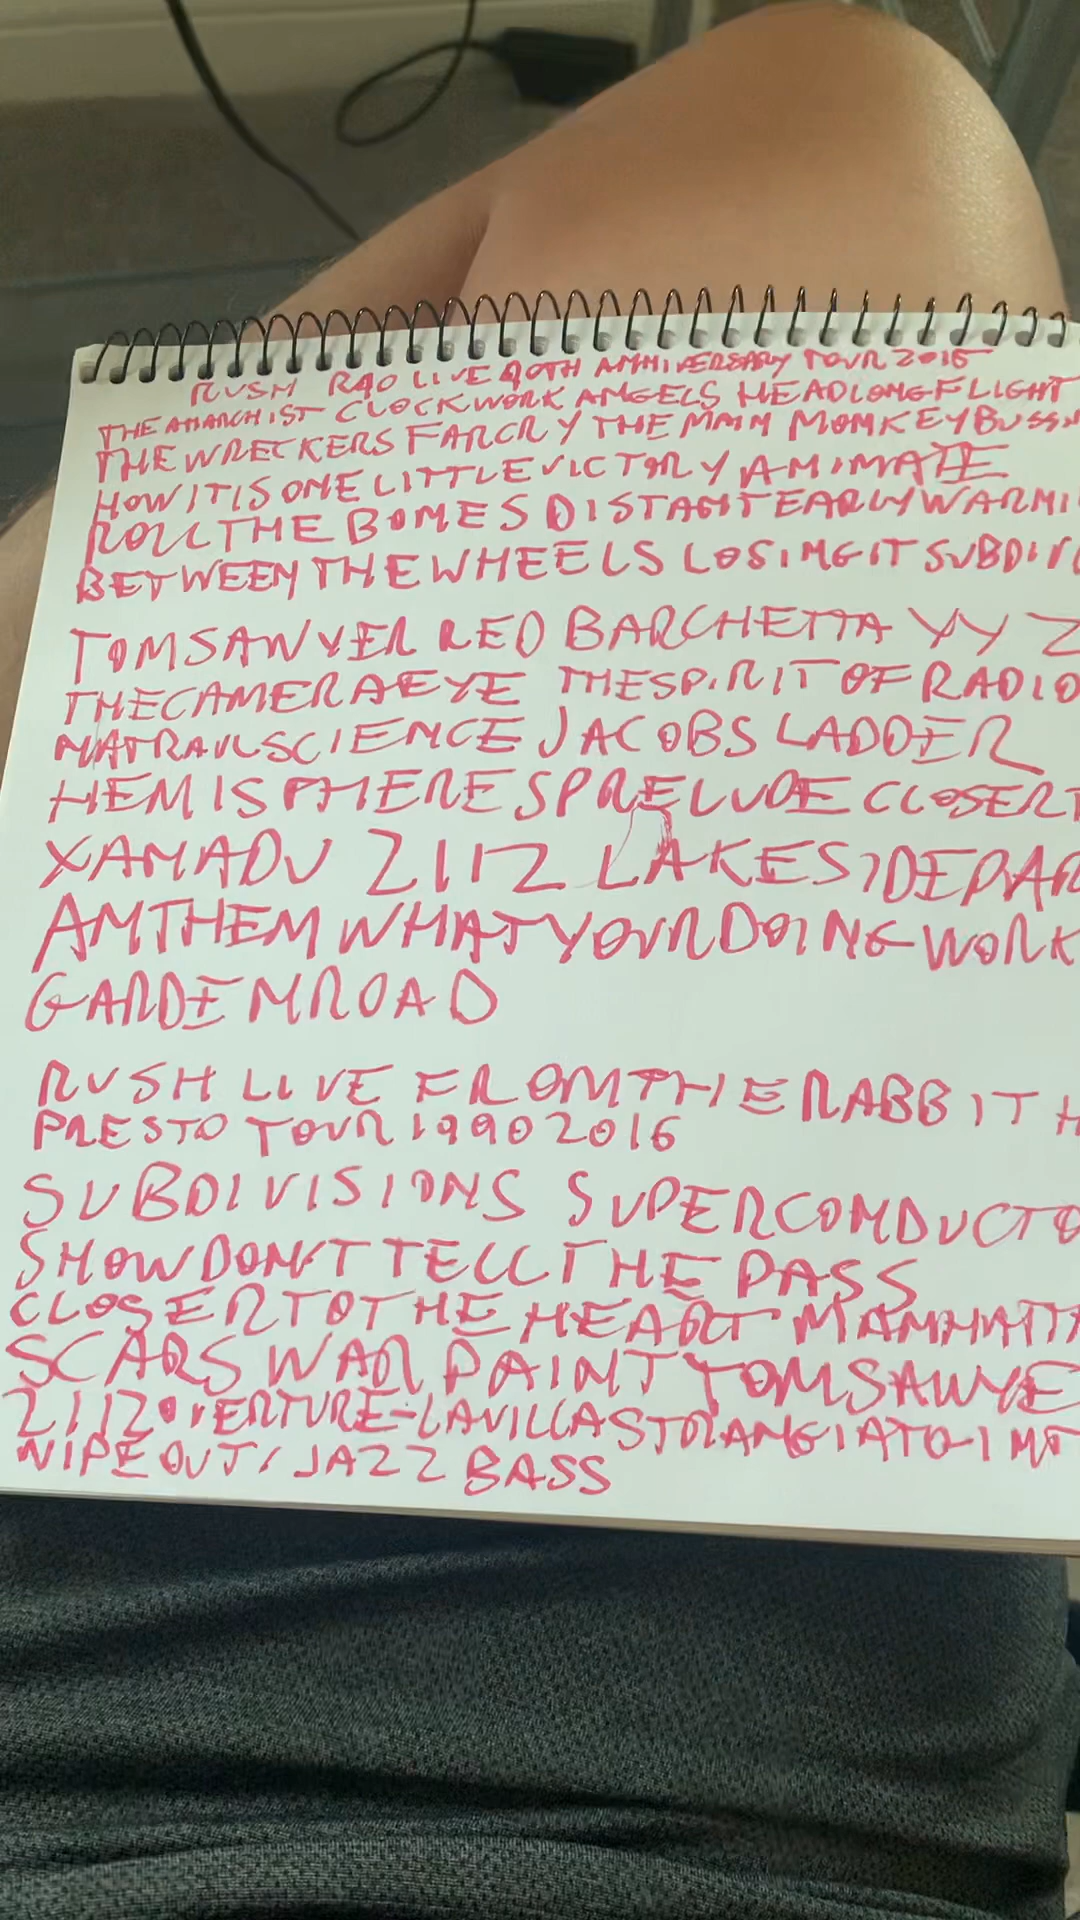 RUSH R40 LIVE 40TH ANNIVERSARY TOUR 2015
THE ANARCHIST CLOCKWORK ANGELS HEADLONG FLIGHT
THE WRECKERS FAR CRY THE MAIN MONKEY BUSSN
HOW IT IS ONE LITTLE VICTORY ANIMATE
ROLL THE BONES DISTANT EARLY WARNI
BETWEEN THE WHEELS LOSING IT SUBDIV
TOM SAWYER RED BARCHETTA YYZ
THE CAMERA EYE THE SPIRIT OF RADIO
NATRAUL SCIENCE JACOBS LADDER
HEMISPHERES PRELUDE CLOSER T
XANADU 2112 LAKESIDE PAR
ANTHEM WHAT YOUR DOING WORK
GARDEN ROAD
RUSH LIVE FROM THE RABBIT H
PRESTO TOUR 1990 2016
SUBDIVISIONS SUPERCONDUCTO
SHOW DON'T TELL THE PASS
CLOSER TO THE HEART MANHATT
SCARS WAR PAINT TOM SAWYE
2112 OVERTURE-LA VILLA STRANGIATO-IN T
WIPE OUT/JAZZ BASS